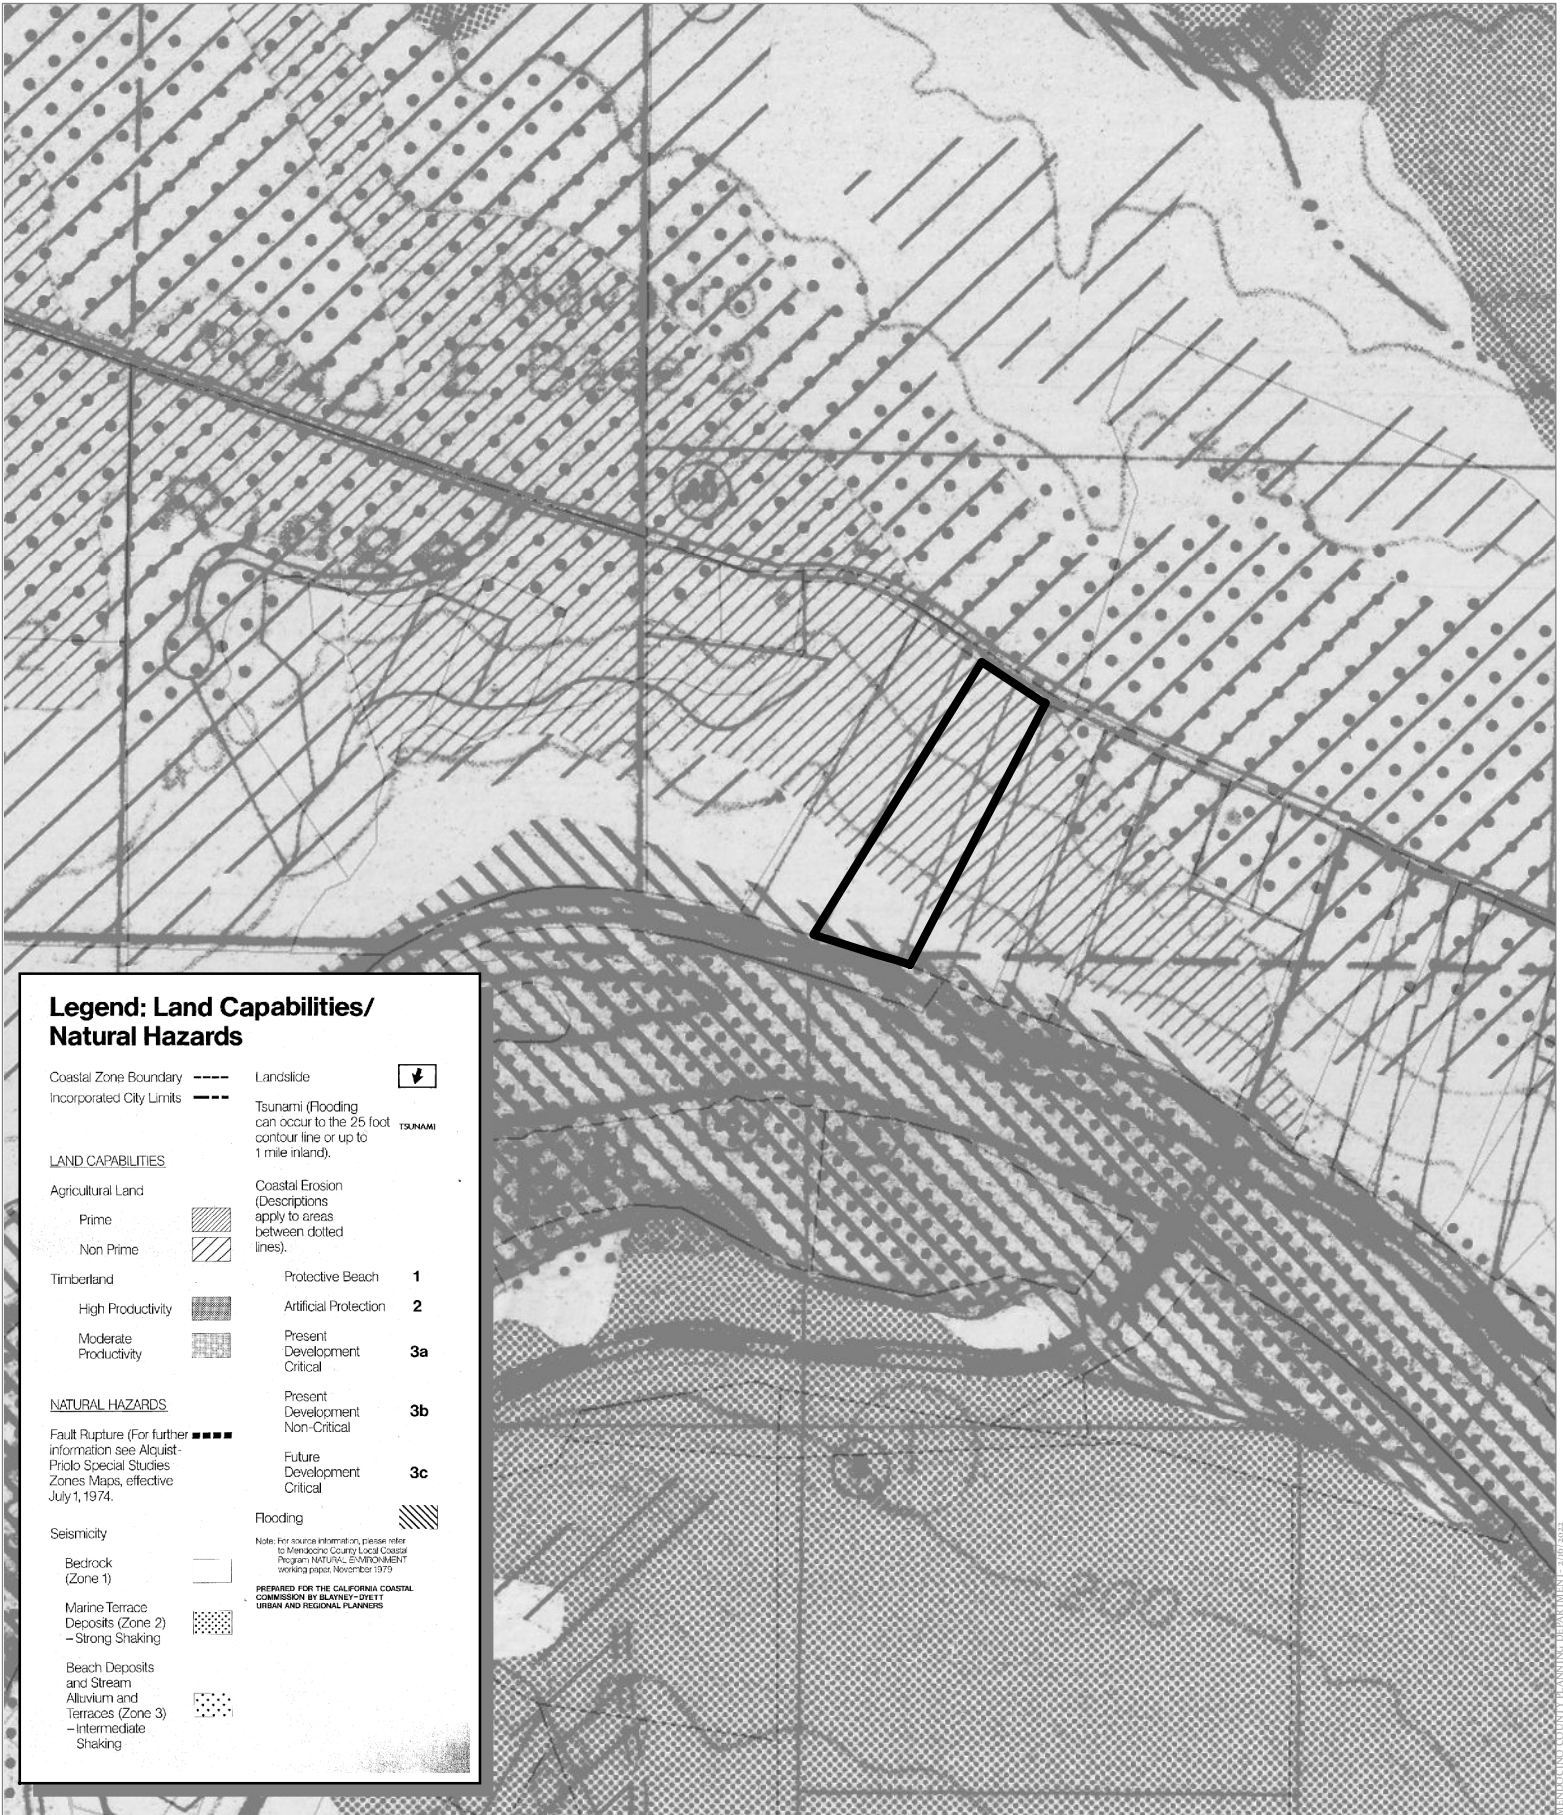 Legend: Land Capabilities/
Natural Hazards
Coastal Zone Boundary
Incorporated City Limits
LAND CAPABILITIES
Agricultural Land
Prime
Non Prime
Timberland
High Productivity
Moderate
Productivity
NATURAL HAZARDS
Fault Rupture (For further
information see Alquist-
Priolo Special Studies
Zones Maps, effective
July 1, 1974.
Seismicity
Bedrock
(Zone 1)
Marine Terrace
Deposits (Zone 2)
–Strong Shaking
Beach Deposits
and Stream
Alluvium and
Terraces (Zone 3)
–Intermediate
Shaking
Landslide
Tsunami (Flooding
can occur to the 25 foot
contour line or up to
1 mile inland).
TSUNAMI
Coastal Erosion
(Descriptions
apply to areas
between dotted
lines).
Protective Beach 1
Artificial Protection 2
Present
Development
Critical 3a
Present
Development
Non-Critical 3b
Future
Development
Critical 3c
Flooding
Note: For source information, please refer
to Mendocino County Local Coastal
Program NATURAL ENVIRONMENT
working paper, November 1979
PREPARED FOR THE CALIFORNIA COASTAL
COMMISSION BY BLAYNEY–DYETT
URBAN AND REGIONAL PLANNERS
400